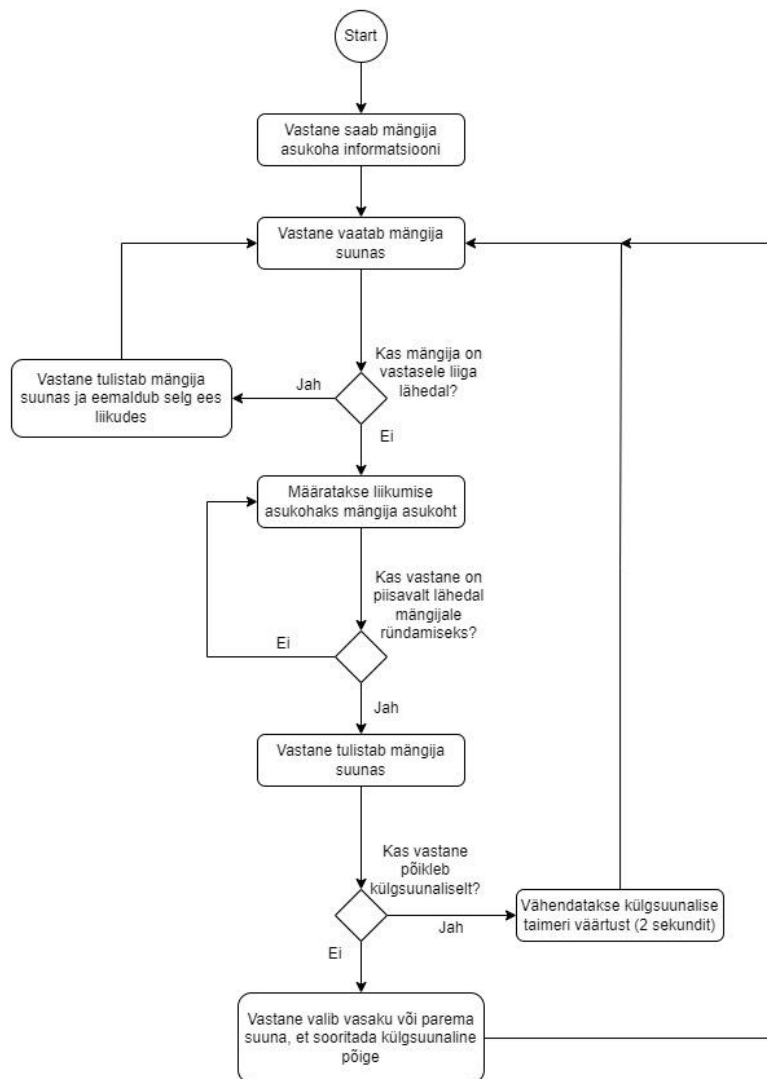 Start
Vastane saab mängija
asukoha informatsiooni
Vastane vaatab mängija
suunas
Kas mängija on
vastasele liiga
lähedal?
Jah
Vastane tulistab mängija
suunas ja eemaldub selg ees
liikudes
Ei
Määratakse liikumise
asukohaks mängija asukoht
Kas vastane on
piisavalt lähedal
mängijale
ründamiseks?
Ei
Jah
Vastane tulistab mängija
suunas
Kas vastane
põikleb
külgsuunaliselt?
Jah
Vähendatakse külgsuunalise
taimeri väärtust (2 sekundit)
Ei
Vastane valib vasaku või parema
suuna, et sooritada külgsuunaline
põige